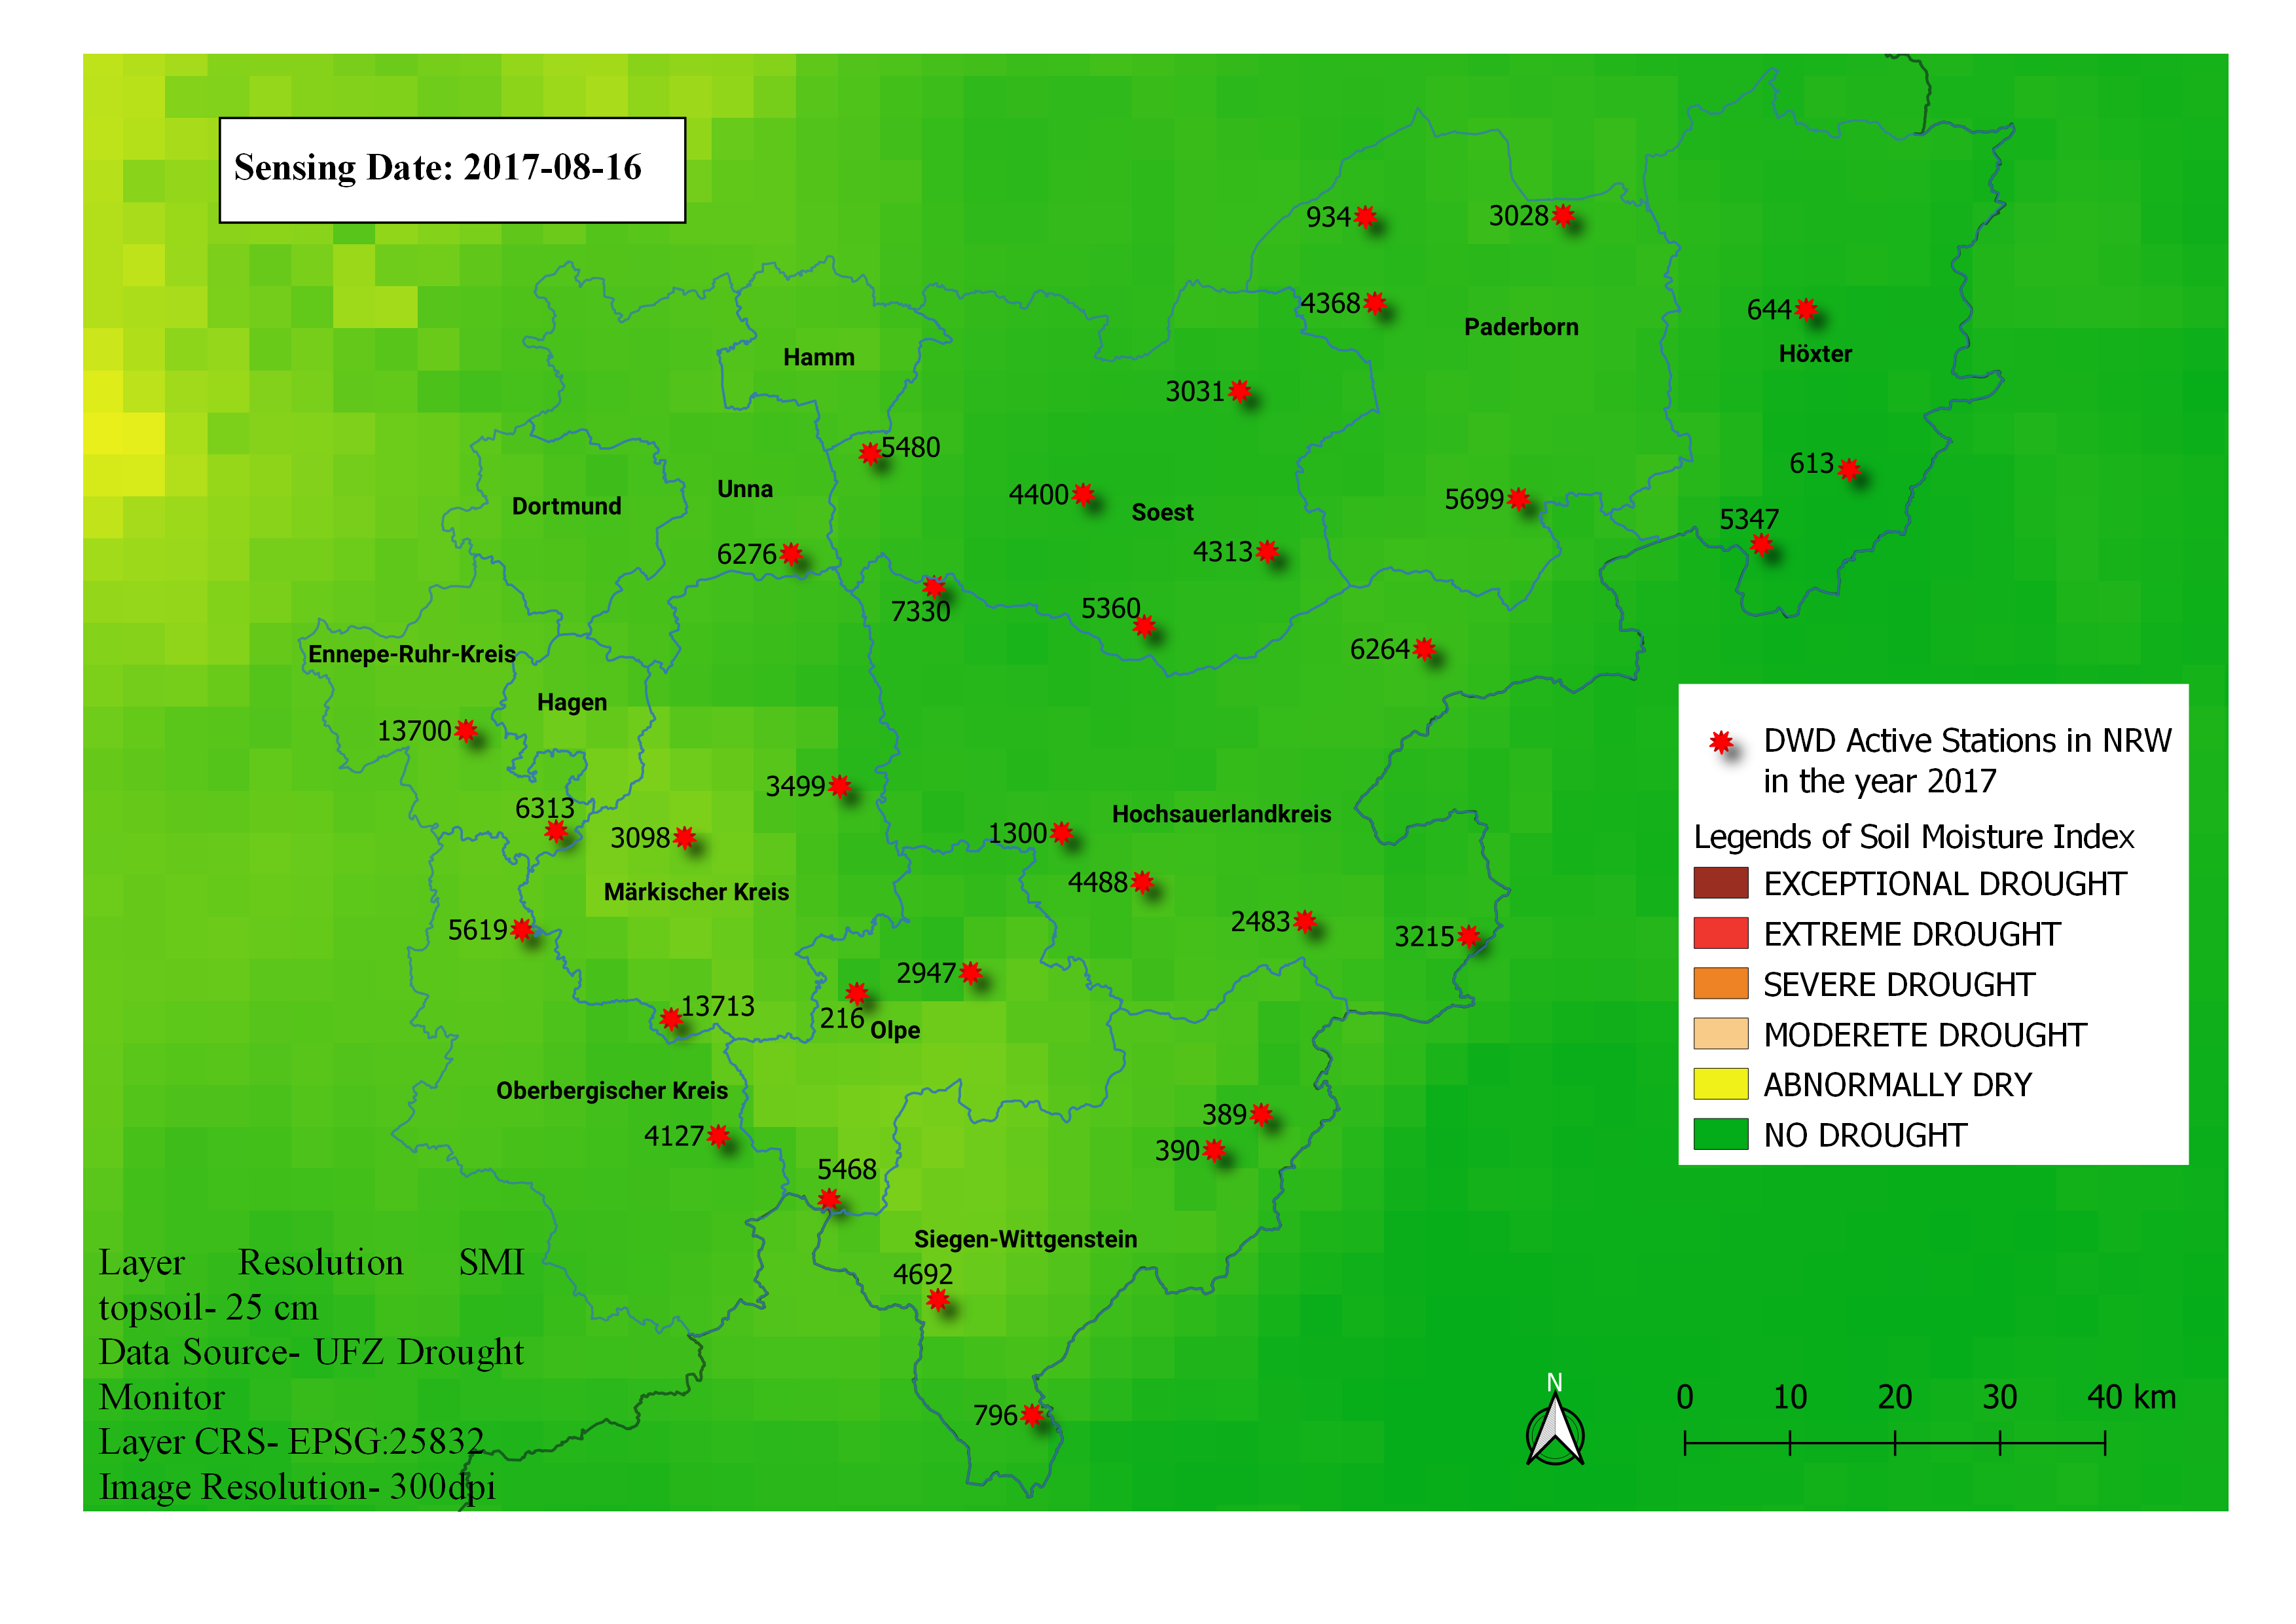 Sensing Date: 2017-08-16
934
3028
4368
Paderborn
644
Höxter
Hamm
3031
5480
613
Unna
4400
5699
Dortmund
Soest
5347
6276
4313
7330
5360
6264
Ennepe-Ruhr-Kreis
Hagen
13700
DWD Active Stations in NRW
in the year 2017
3499
6313
3098
Hochsauerlandkreis
1300
Legends of Soil Moisture Index
Märkischer Kreis
4488
EXCEPTIONAL DROUGHT
5619
2483
3215
EXTREME DROUGHT
2947
SEVERE DROUGHT
13713
216
Olpe
MODERETE DROUGHT
Oberbergischer Kreis
ABNORMALLY DRY
389
4127
390
NO DROUGHT
5468
Siegen-Wittgenstein
4692
796
Layer Resolution SMI
topsoil- 25 cm
Data Source- UFZ Drought
Monitor
Layer CRS- EPSG:25832
Image Resolution- 300dpi
N
0 10 20 30 40 km